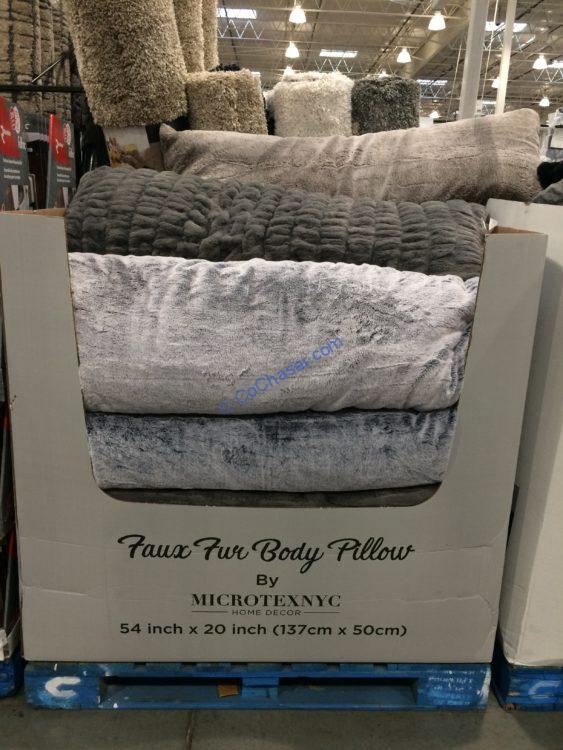 © CoChaser.com
Faux Fur Body Pillow
By
MICROTEXNYC
HOME DECOR
54 inch x 20 inch (137cm x 50cm)
C